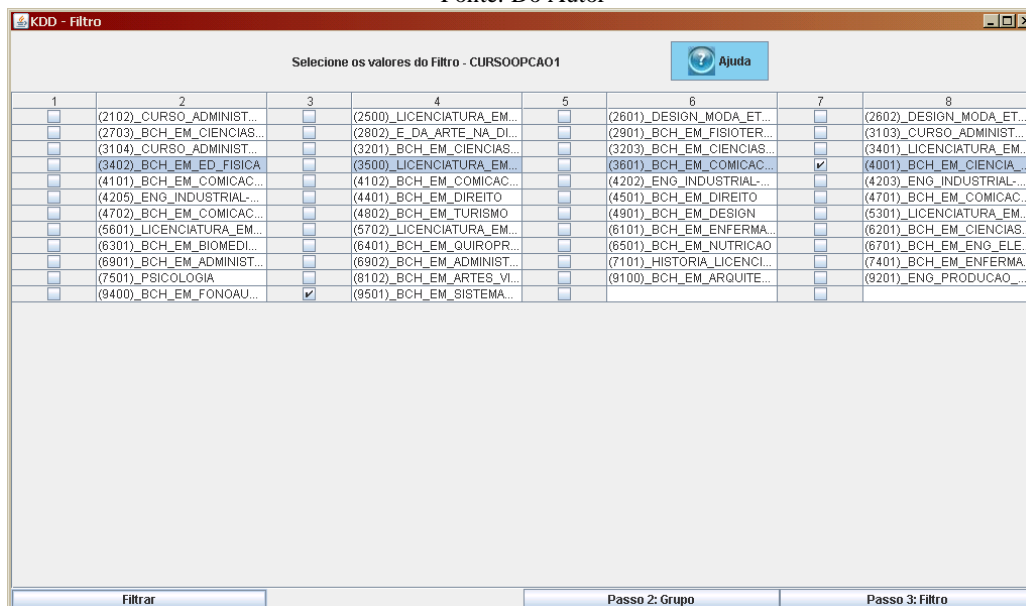 Fonte: Do Autor
KDD - Filtro
Selecione os valores do Filtro - CURSOOPCAO1
Ajuda
1 2 3 4 5 6 7 8
(2102)_CURSO_ADMINIST... (2500)_LICENCIATURA_EM... (2601)_DESIGN_MODA_ET... (2602)_DESIGN_MODA_ET...
(2703)_BCH_EM_CIENCIAS... (2802)_E_DA_ARTE_NA_DI... (2901)_BCH_EM_FISIOTER... (3103)_CURSO_ADMINIST...
(3104)_CURSO_ADMINIST... (3201)_BCH_EM_CIENCIAS... (3203)_BCH_EM_CIENCIAS... (3401)_LICENCIATURA_EM...
(3402)_BCH_EM_ED_FISICA (3500)_LICENCIATURA_EM... (3601)_BCH_EM_COMICAC... (4001)_BCH_EM_CIENCIA_...
(4101)_BCH_EM_COMICAC... (4102)_BCH_EM_COMICAC... (4202)_ENG_INDUSTRIAL-... (4203)_ENG_INDUSTRIAL-...
(4205)_ENG_INDUSTRIAL-... (4401)_BCH_EM_DIREITO (4501)_BCH_EM_DIREITO (4701)_BCH_EM_COMICAC...
(4702)_BCH_EM_COMICAC... (4802)_BCH_EM_TURISMO (4901)_BCH_EM_DESIGN (5301)_LICENCIATURA_EM...
(5601)_LICENCIATURA_EM... (5702)_LICENCIATURA_EM... (6101)_BCH_EM_ENFERMA... (6201)_BCH_EM_CIENCIAS...
(6301)_BCH_EM_BIOMEDI... (6401)_BCH_EM_QUIROPR... (6501)_BCH_EM_NUTRICAO (6701)_BCH_EM_ENG_ELE...
(6901)_BCH_EM_ADMINIST... (6902)_BCH_EM_ADMINIST... (7101)_HISTORIA_LICENCI... (7401)_BCH_EM_ENFERMA...
(7501)_PSICOLOGIA (8102)_BCH_EM_ARTES_VI... (9100)_BCH_EM_ARQUITE... (9201)_ENG_PRODUCAO_...
(9400)_BCH_EM_FONOAU... (9501)_BCH_EM_SISTEMA...
Filtrar Passo 2: Grupo Passo 3: Filtro